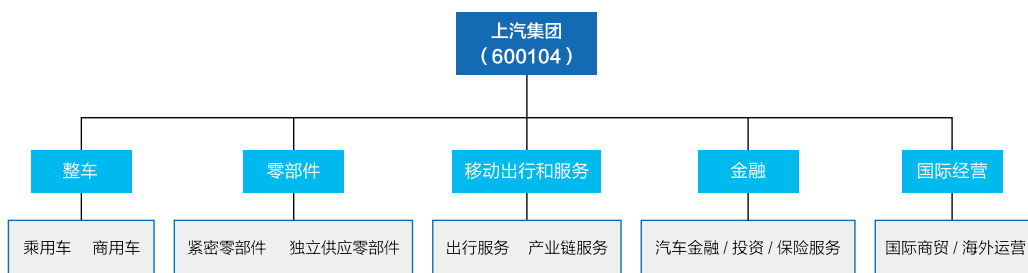 上汽集团
（600104）
整车
零部件
移动出行和服务
金融
国际经营
乘用车 商用车
紧密零部件 独立供应零部件
出行服务 产业链服务
汽车金融 / 投资 / 保险服务
国际商贸 / 海外运营